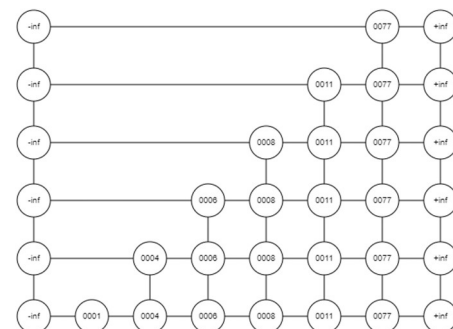 -inf 0077 +inf
-inf 0011 0077 +inf
-inf 0008 0011 0077 +inf
-inf 0006 0008 0011 0077 +inf
-inf 0004 0006 0008 0011 0077 +inf
-inf 0001 0004 0006 0008 0011 0077 +inf